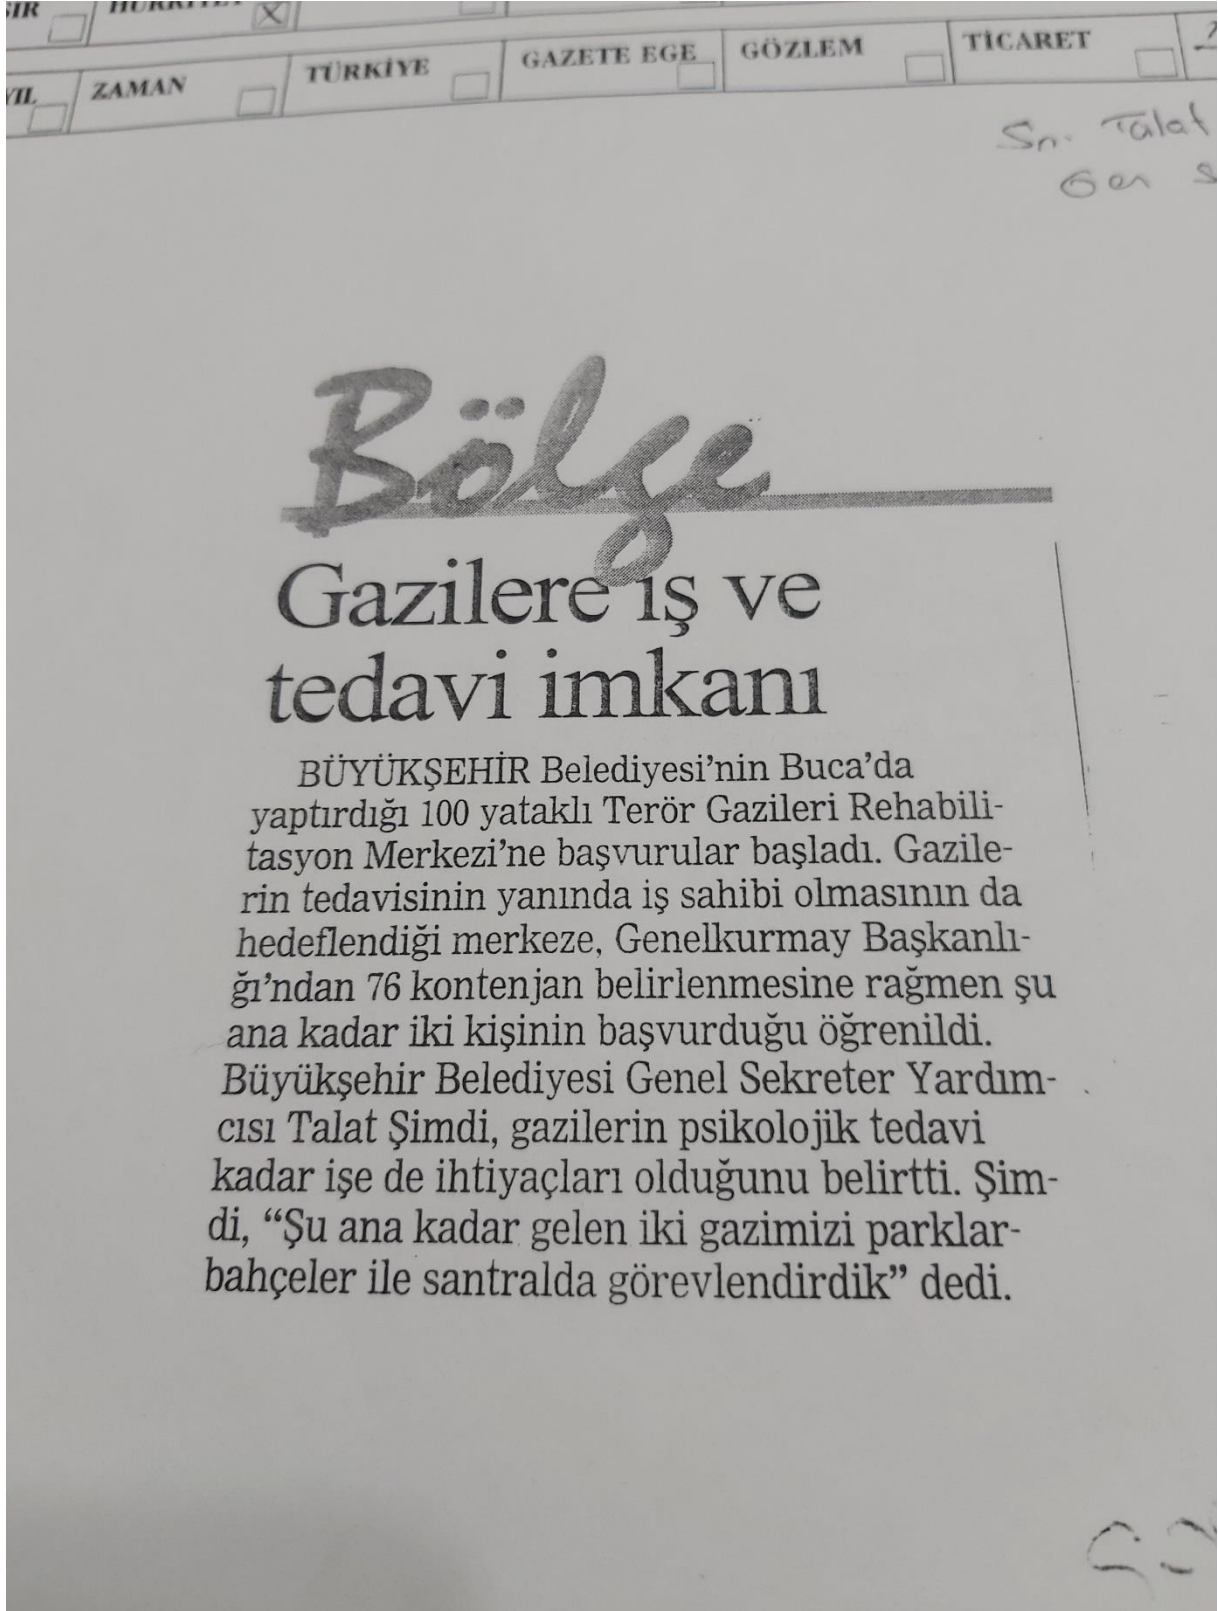 HÜRRİYET
ZAMAN TÜRKİYE GAZETE EGE GÖZLEM TİCARET
Sn. Talat
Gen
Bölge
Gazilere iş ve
tedavi imkanı
BÜYÜKŞEHİR Belediyesi'nin Buca'da
yaptırdığı 100 yataklı Terör Gazileri Rehabili-
tasyon Merkezi'ne başvurular başladı. Gazile-
rin tedavisinin yanında iş sahibi olmasının da
hedeflendiği merkeze, Genelkurmay Başkanlı-
ğı'ndan 76 kontenjan belirlenmesine rağmen şu
ana kadar iki kişinin başvurduğu öğrenildi.
Büyükşehir Belediyesi Genel Sekreter Yardım-
cısı Talat Şimdi, gazilerin psikolojik tedavi
kadar işe de ihtiyaçları olduğunu belirtti. Şim-
di, “Şu ana kadar gelen iki gazimizi parklar-
bahçeler ile santralda görevlendirdik” dedi.